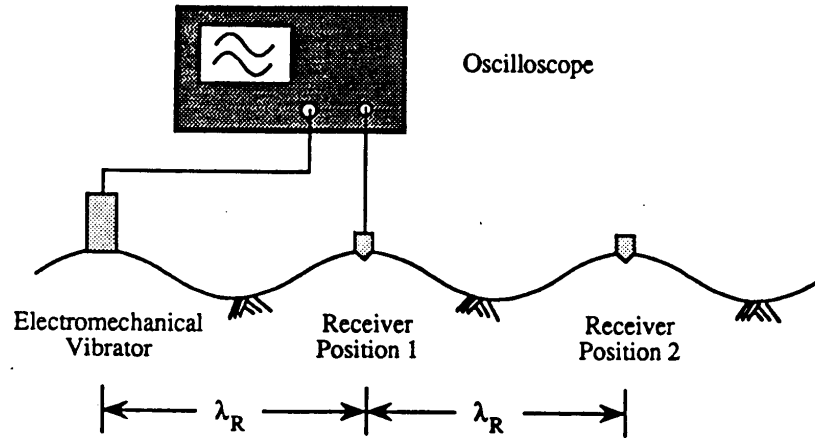 Oscilloscope
Electromechanical
Vibrator
Receiver
Position 1
Receiver
Position 2
λR
λR